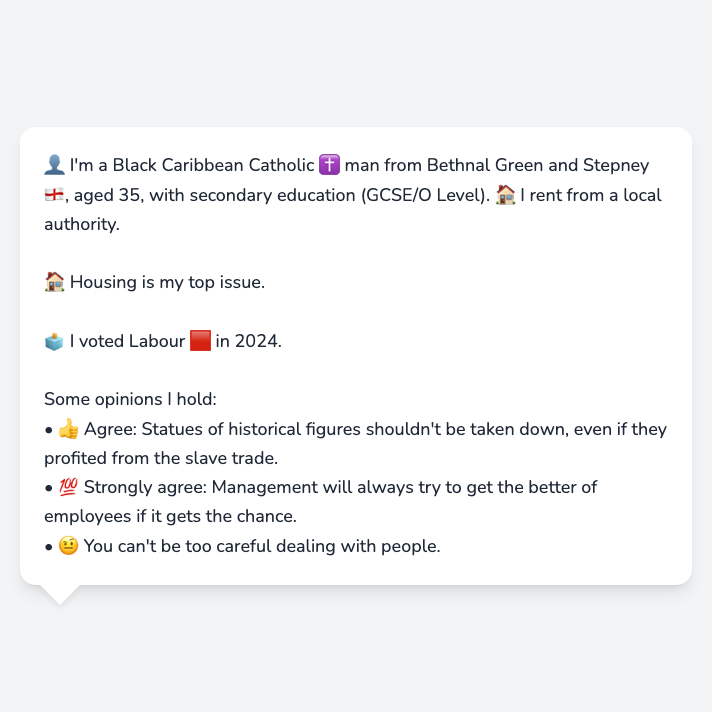 👤 I'm a Black Caribbean Catholic ✝️ man from Bethnal Green and Stepney
🏴󠁧󠁢󠁥󠁮󠁧󠁿, aged 35, with secondary education (GCSE/O Level). 🏠 I rent from a local
authority.
🏠 Housing is my top issue.
🗳️ I voted Labour 🟥 in 2024.
Some opinions I hold:
• 👍 Agree: Statues of historical figures shouldn't be taken down, even if they
profited from the slave trade.
• 💯 Strongly agree: Management will always try to get the better of
employees if it gets the chance.
• 🤨 You can't be too careful dealing with people.